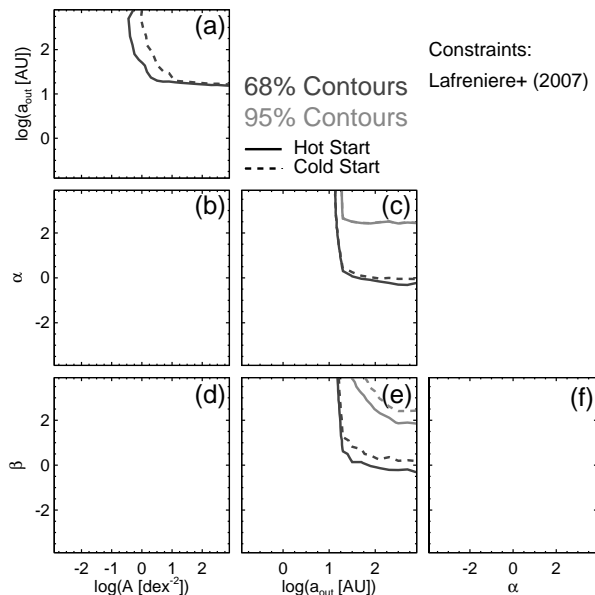 (a)
2
1
0
log(a_out [AU])
68% Contours
95% Contours
Hot Start
Cold Start
Constraints:
Lafreniere+ (2007)
(b)
(c)
2
0
-2
α
(d)
(e)
(f)
2
0
-2
β
-2 -1 0 1 2
log(A [dex^-2])
0 1 2
log(a_out [AU])
-2 0 2
α